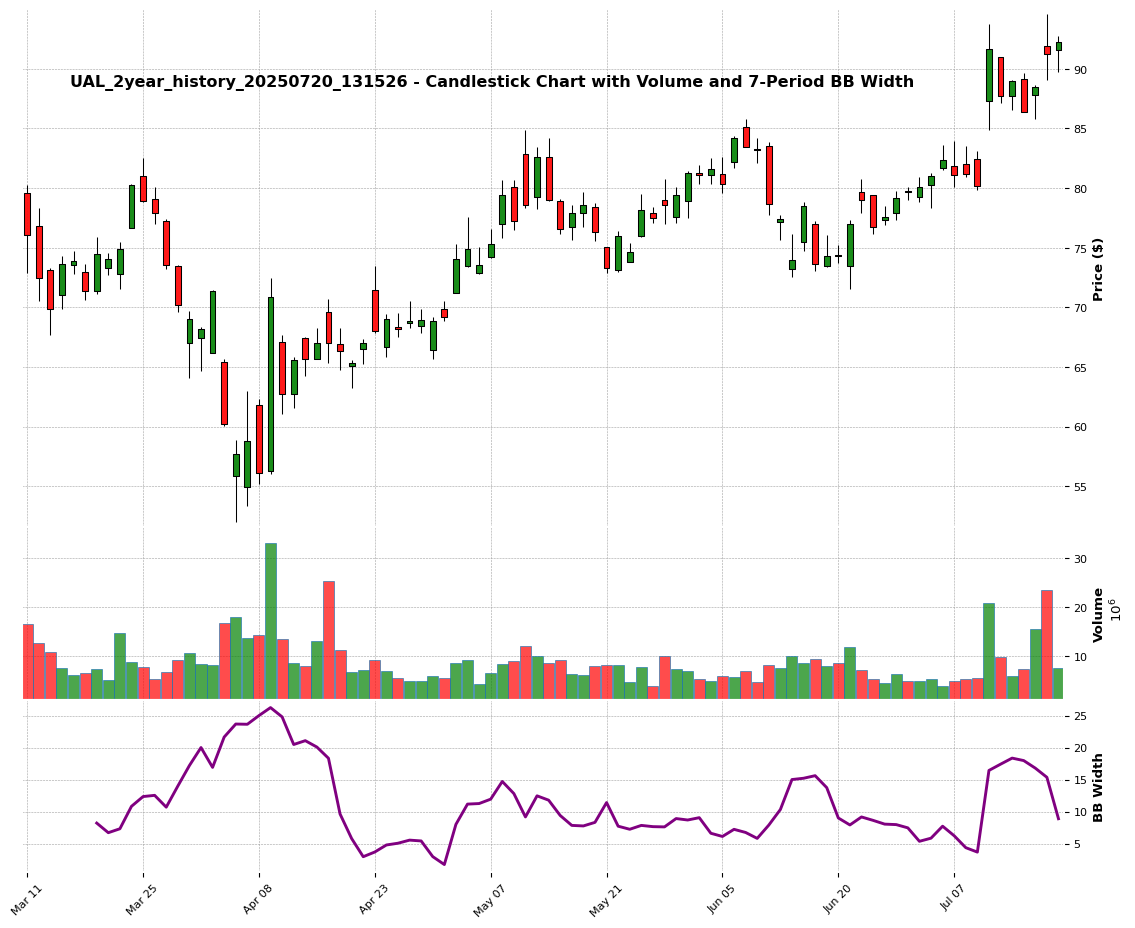 UAL_2year_history_20250720_131526 - Candlestick Chart with Volume and 7-Period BB Width
90
85
80
75
70
65
60
55
Price ($)
30
20
10
Volume
10^6
25
20
15
10
5
BB Width
Mar 11
Mar 25
Apr 08
Apr 23
May 07
May 21
Jun 05
Jun 20
Jul 07